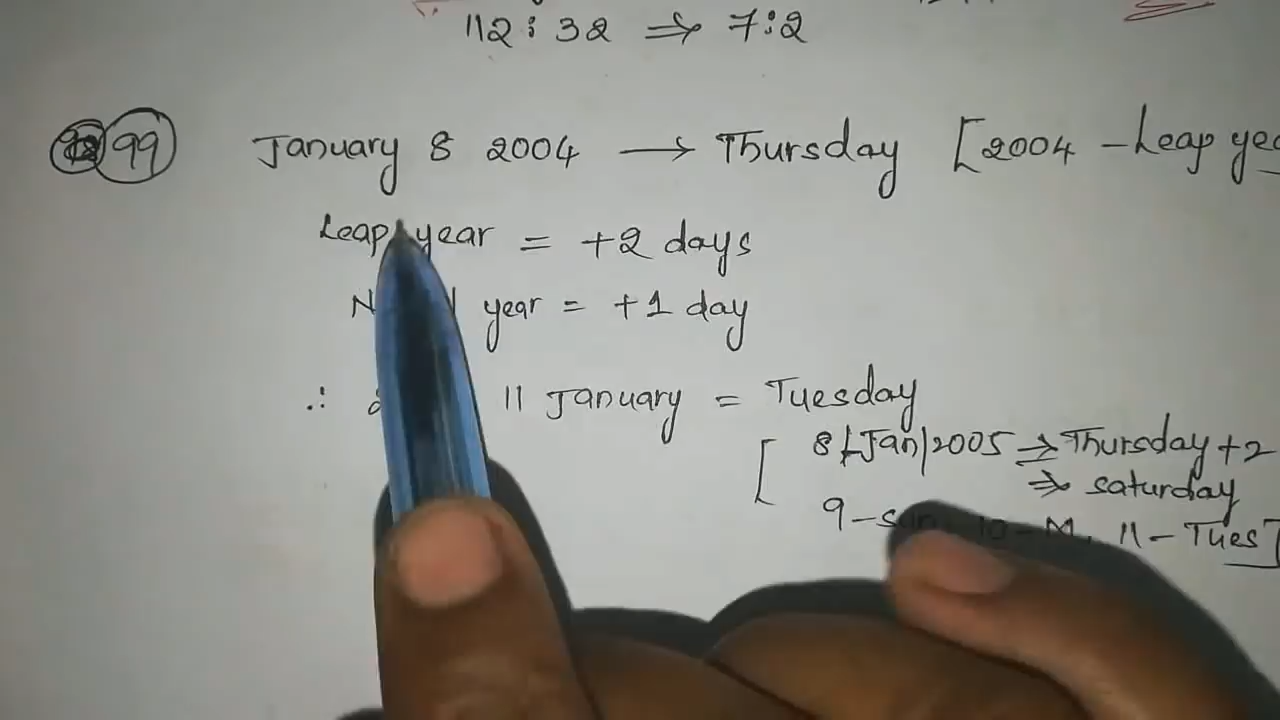 112 : 32 ⇒ 7:2
99 January 8 2004 → Thursday [2004 - Leap
Leap year = +2 days
year = +1 day
∴ 11 January = Tuesday
[ 8/Jan/2005 ⇒ Thursday +2
⇒ saturday
9 - 11 - Tues]